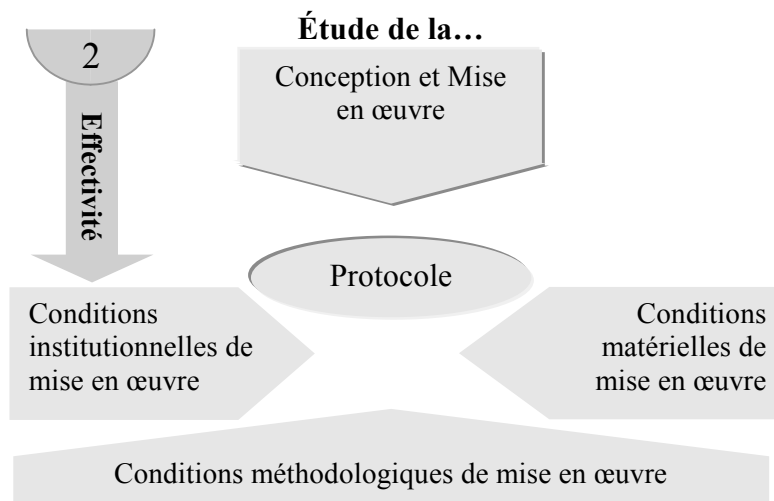 2
Effectivité
Étude de la…
Conception et Mise
en œuvre
Protocole
Conditions
institutionnelles de
mise en œuvre
Conditions
matérielles de
mise en œuvre
Conditions méthodologiques de mise en œuvre